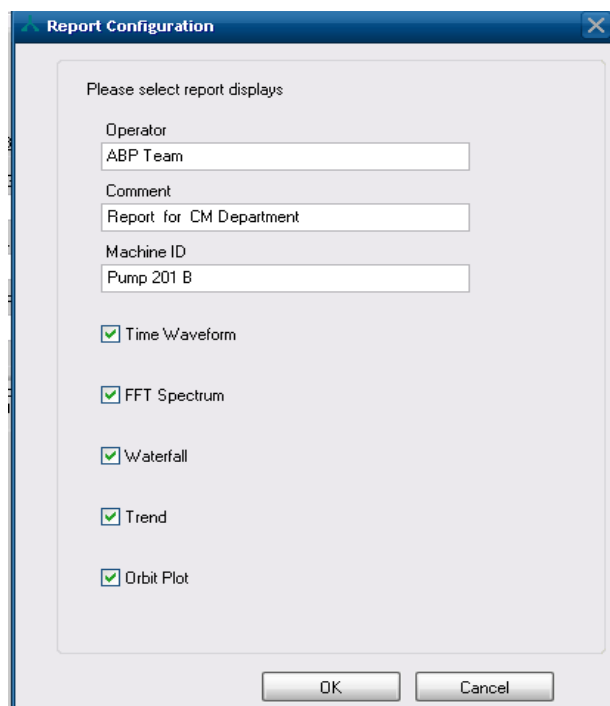 Report Configuration
Please select report displays
Operator
ABP Team
Comment
Report for CM Department
Machine ID
Pump 201 B
Time Waveform
FFT Spectrum
Waterfall
Trend
Orbit Plot
OK
Cancel